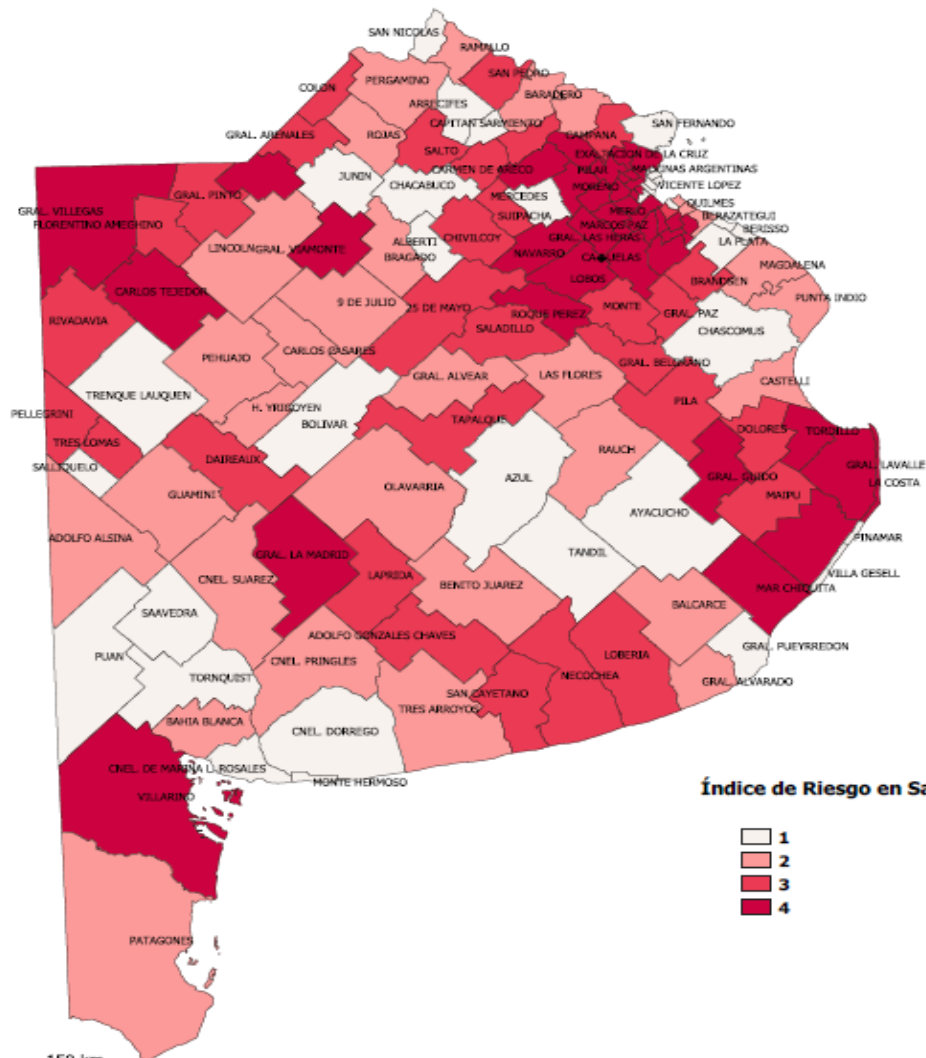 SAN NICOLAS
RAMALLO
SAN PEDRO
PERGAMINO
COLON
BARADERO
ARRECIFES
CAPITAN SARMIENTO
SAN FERNANDO
GRAL. ARENALES
ROJAS
CAMPANA
SALTO
EXALTACION DE LA CRUZ
CARMEN DE ARECO
PILAR
MALVINAS ARGENTINAS
JUNIN
CHACABUCO
MORENO
VICENTE LOPEZ
GRAL. PINTO
MERCEDES
QUILMES
GRAL. VILLEGAS
SUIPACHA
MERLO
BERAZATEGUI
FLORENTINO AMEGHINO
MARCOS PAZ
BERISSO
LINCOLN
GRAL. VIAMONTE
ALBERTI
CHIVILCOY
GRAL. LAS HERAS
LA PLATA
BRAGADO
NAVARRO
CAÑUELAS
MAGDALENA
CARLOS TEJEDOR
LOBOS
BRANDSEN
9 DE JULIO
25 DE MAYO
PUNTA INDIO
RIVADAVIA
ROQUE PEREZ
MONTE
GRAL. PAZ
SALADILLO
CHASCOMUS
PEHUAJO
CARLOS CASARES
GRAL. BELGRANO
GRAL. ALVEAR
LAS FLORES
CASTELLI
TRENQUE LAUQUEN
H. YRIGOYEN
PILA
PELLEGRINI
BOLIVAR
TAPALQUE
DOLORES
TRES LOMAS
TORDILLO
SALLIQUELO
DAIREAUX
RAUCH
GRAL. LAVALLE
AZUL
GRAL. GUIDO
OLAVARRIA
LA COSTA
GUAMINI
MAIPU
AYACUCHO
ADOLFO ALSINA
PINAMAR
GRAL. LA MADRID
TANDIL
VILLA GESELL
CNEL. SUAREZ
LAPRIDA
BENITO JUAREZ
MAR CHIQUITA
BALCARCE
SAAVEDRA
ADOLFO GONZALES CHAVES
GRAL. PUEYRREDON
PUAN
CNEL. PRINGLES
LOBERIA
TORNQUIST
NECOCHEA
GRAL. ALVARADO
SAN CAYETANO
TRES ARROYOS
BAHIA BLANCA
CNEL. DORREGO
CNEL. DE MARINA L. ROSALES
MONTE HERMOSO
VILLARINO
Índice de Riesgo en Sa
1
2
3
4
PATAGONES
150 km